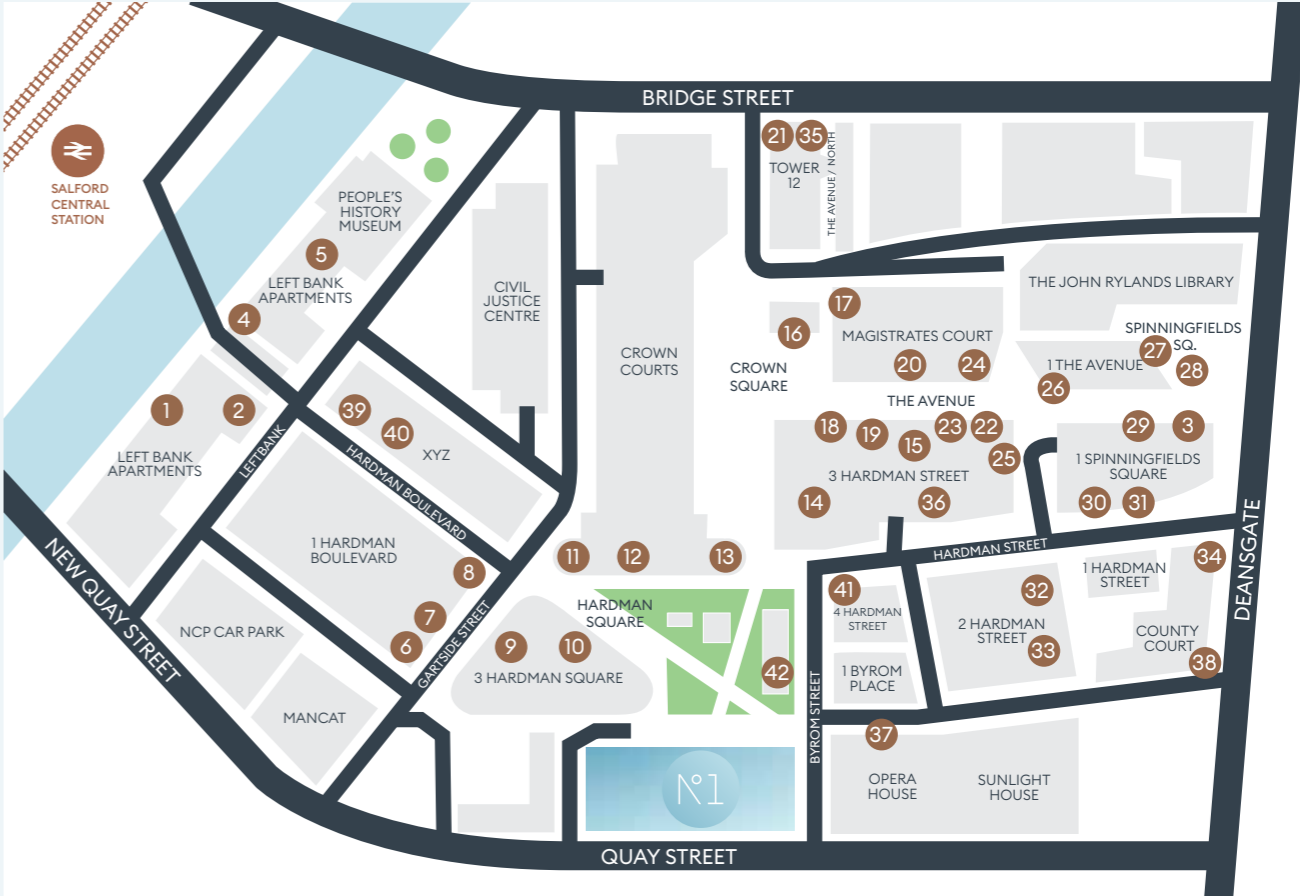 BRIDGE STREET
21
35
TOWER
12
THE AVENUE / NORTH
SALFORD
CENTRAL
STATION
PEOPLE'S
HISTORY
MUSEUM
5
LEFT BANK
APARTMENTS
4
CIVIL
JUSTICE
CENTRE
CROWN
COURTS
THE JOHN RYLANDS LIBRARY
17
16
MAGISTRATES COURT
20
24
CROWN
SQUARE
SPINNINGFIELDS
SQ.
27
28
1 THE AVENUE
26
THE AVENUE
1
2
LEFT BANK
APARTMENTS
LEFTBANK
39
40
XYZ
HARDMAN BOULEVARD
18
19
15
23
22
25
3 HARDMAN STREET
14
36
29
3
1 SPINNINGFIELDS
SQUARE
30
31
DEANSGATE
NEW QUAY STREET
1 HARDMAN
BOULEVARD
8
7
6
GARTSIDE STREET
11
12
13
HARDMAN STREET
34
1 HARDMAN
STREET
HARDMAN
SQUARE
41
4 HARDMAN
STREET
32
2 HARDMAN
STREET
33
COUNTY
COURT
38
NCP CAR PARK
9
10
3 HARDMAN SQUARE
42
1 BYROM
PLACE
BYROM STREET
MANCAT
37
OPERA
HOUSE
SUNLIGHT
HOUSE
Nº1
QUAY STREET